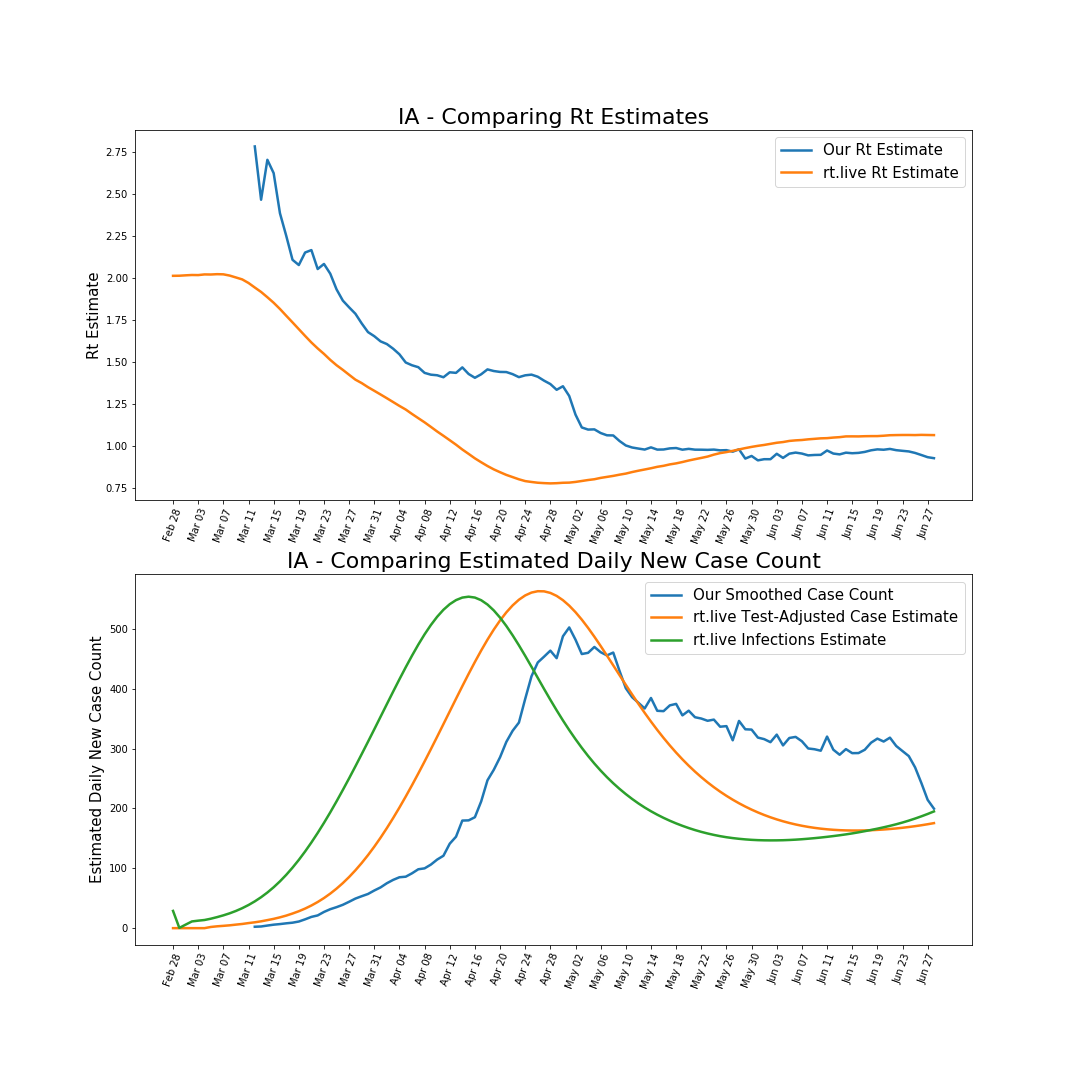 IA - Comparing Rt Estimates
Our Rt Estimate
rt.live Rt Estimate
Rt Estimate
2.75
2.50
2.25
2.00
1.75
1.50
1.25
1.00
0.75
Feb 28
Mar 03
Mar 07
Mar 11
Mar 15
Mar 19
Mar 23
Mar 27
Mar 31
Apr 04
Apr 08
Apr 12
Apr 16
Apr 20
Apr 24
Apr 28
May 02
May 06
May 10
May 14
May 18
May 22
May 26
May 30
Jun 03
Jun 07
Jun 11
Jun 15
Jun 19
Jun 23
Jun 27
IA - Comparing Estimated Daily New Case Count
Our Smoothed Case Count
rt.live Test-Adjusted Case Estimate
rt.live Infections Estimate
Estimated Daily New Case Count
500
400
300
200
100
0
Feb 28
Mar 03
Mar 07
Mar 11
Mar 15
Mar 19
Mar 23
Mar 27
Mar 31
Apr 04
Apr 08
Apr 12
Apr 16
Apr 20
Apr 24
Apr 28
May 02
May 06
May 10
May 14
May 18
May 22
May 26
May 30
Jun 03
Jun 07
Jun 11
Jun 15
Jun 19
Jun 23
Jun 27